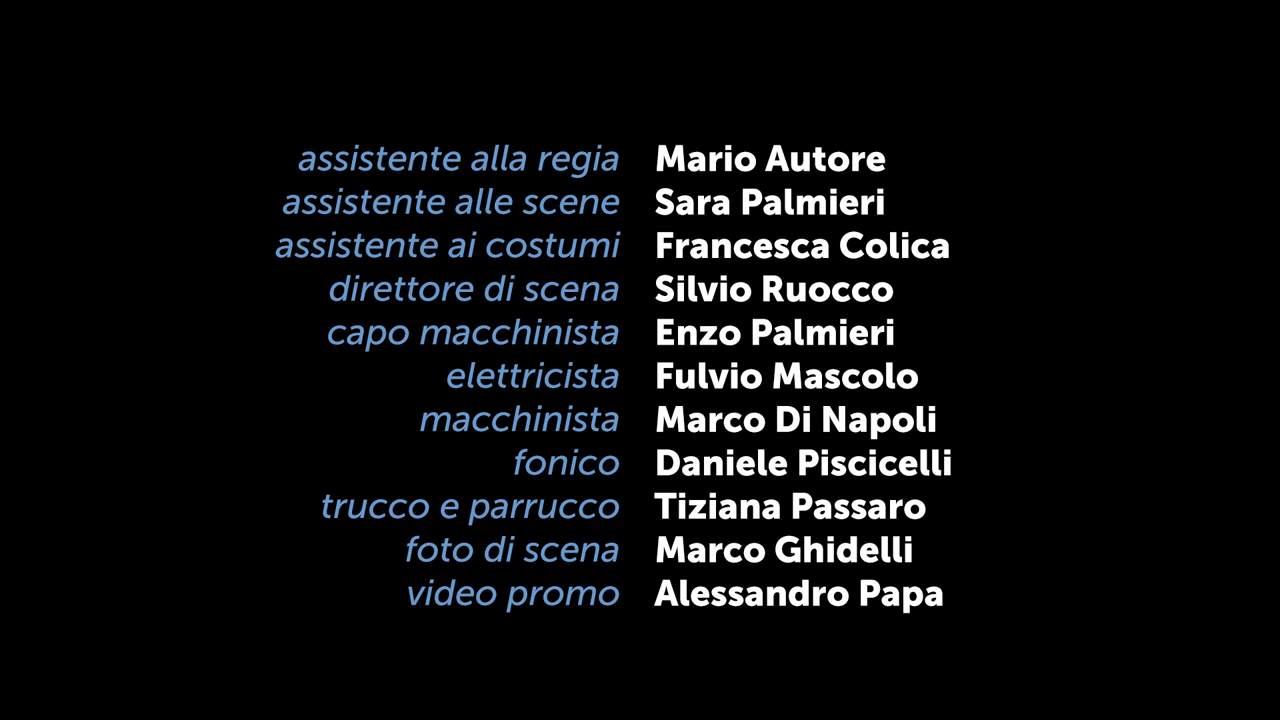 assistente alla regia Mario Autore
assistente alle scene Sara Palmieri
assistente ai costumi Francesca Colica
direttore di scena Silvio Ruocco
capo macchinista Enzo Palmieri
elettricista Fulvio Mascolo
macchinista Marco Di Napoli
fonico Daniele Piscicelli
trucco e parrucco Tiziana Passaro
foto di scena Marco Ghidelli
video promo Alessandro Papa